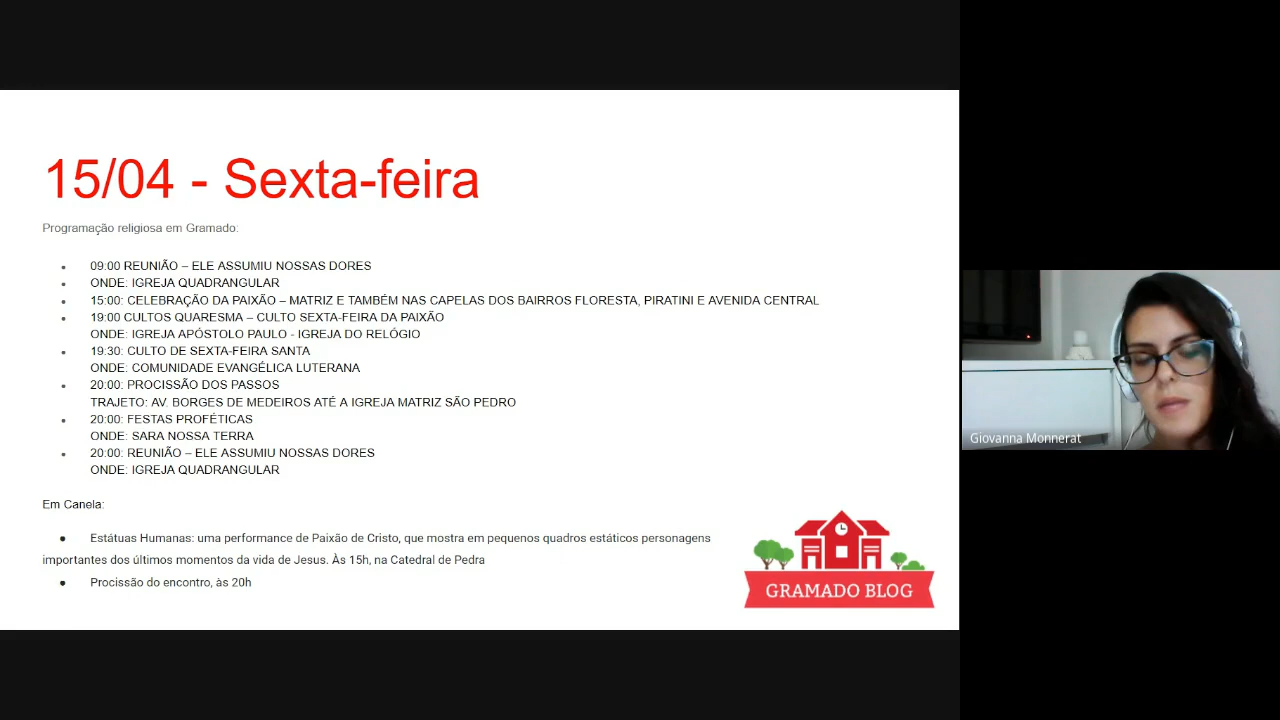 15/04 - Sexta-feira
Programação religiosa em Gramado:
09:00 REUNIÃO – ELE ASSUMIU NOSSAS DORES
ONDE: IGREJA QUADRANGULAR
15:00: CELEBRAÇÃO DA PAIXÃO – MATRIZ E TAMBÉM NAS CAPELAS DOS BAIRROS FLORESTA, PIRATINI E AVENIDA CENTRAL
19:00 CULTOS QUARESMA – CULTO SEXTA-FEIRA DA PAIXÃO
ONDE: IGREJA APÓSTOLO PAULO - IGREJA DO RELÓGIO
19:30: CULTO DE SEXTA-FEIRA SANTA
ONDE: COMUNIDADE EVANGÉLICA LUTERANA
20:00: PROCISSÃO DOS PASSOS
TRAJETO: AV. BORGES DE MEDEIROS ATÉ A IGREJA MATRIZ SÃO PEDRO
20:00: FESTAS PROFÉTICAS
ONDE: SARA NOSSA TERRA
20:00: REUNIÃO – ELE ASSUMIU NOSSAS DORES
ONDE: IGREJA QUADRANGULAR
Em Canela:
Estátuas Humanas: uma performance de Paixão de Cristo, que mostra em pequenos quadros estáticos personagens
importantes dos últimos momentos da vida de Jesus. Às 15h, na Catedral de Pedra
Procissão do encontro, às 20h
GRAMADO BLOG
Giovanna Monnerat